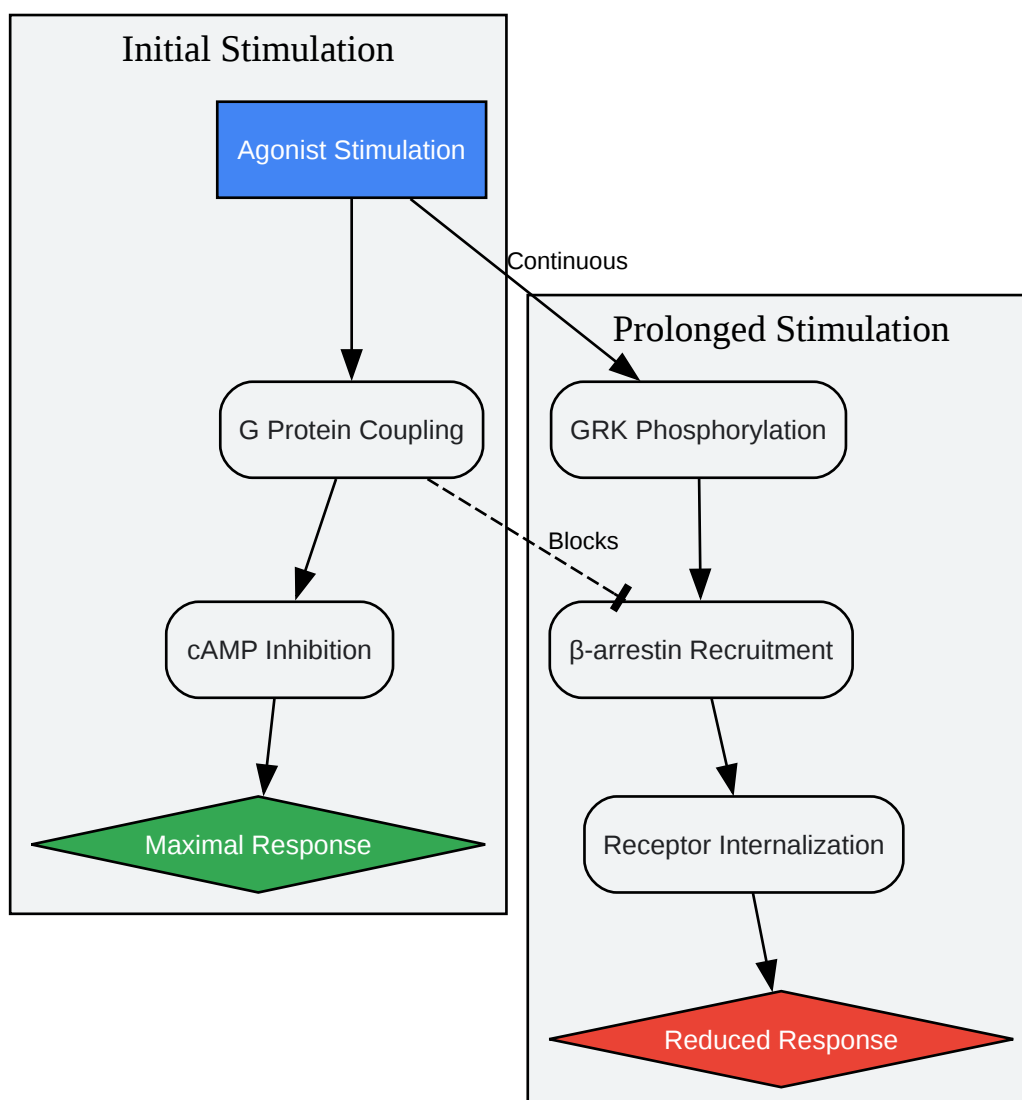 Initial Stimulation
Agonist Stimulation
Continuous
Prolonged Stimulation
G Protein Coupling
GRK Phosphorylation
Blocks
cAMP Inhibition
β-arrestin Recruitment
Maximal Response
Receptor Internalization
Reduced Response